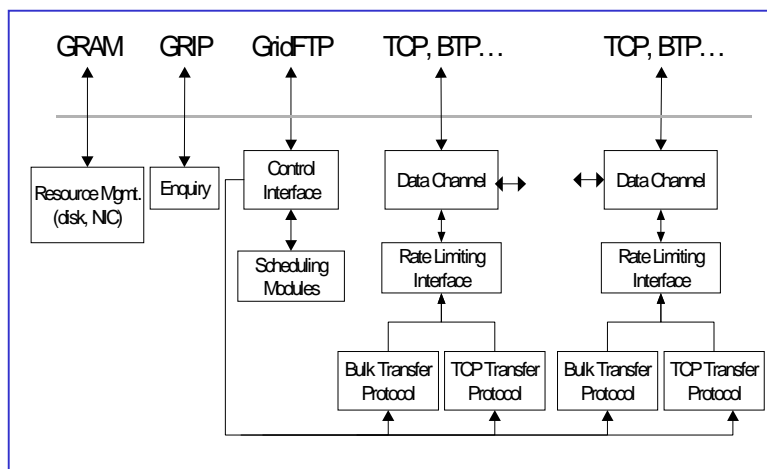 GRAM GRIP GridFTP TCP, BTP... TCP, BTP...
Resource Mgmt.
(disk, NIC)
Enquiry
Control
Interface
Data Channel
Data Channel
Scheduling
Modules
Rate Limiting
Interface
Rate Limiting
Interface
Bulk Transfer
Protocol
TCP Transfer
Protocol
Bulk Transfer
Protocol
TCP Transfer
Protocol